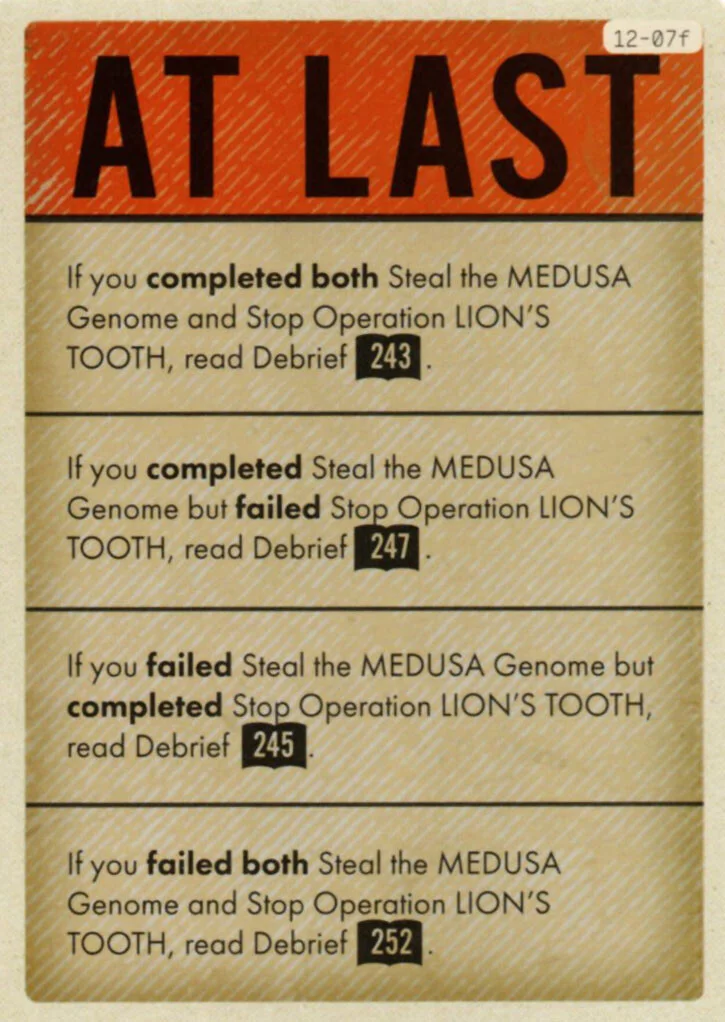 12-07f
AT LAST
If you completed both Steal the MEDUSA
Genome and Stop Operation LION'S
TOOTH, read Debrief 243.
If you completed Steal the MEDUSA
Genome but failed Stop Operation LION'S
TOOTH, read Debrief 247.
If you failed Steal the MEDUSA Genome but
completed Stop Operation LION'S TOOTH,
read Debrief 245.
If you failed both Steal the MEDUSA
Genome and Stop Operation LION'S
TOOTH, read Debrief 252.